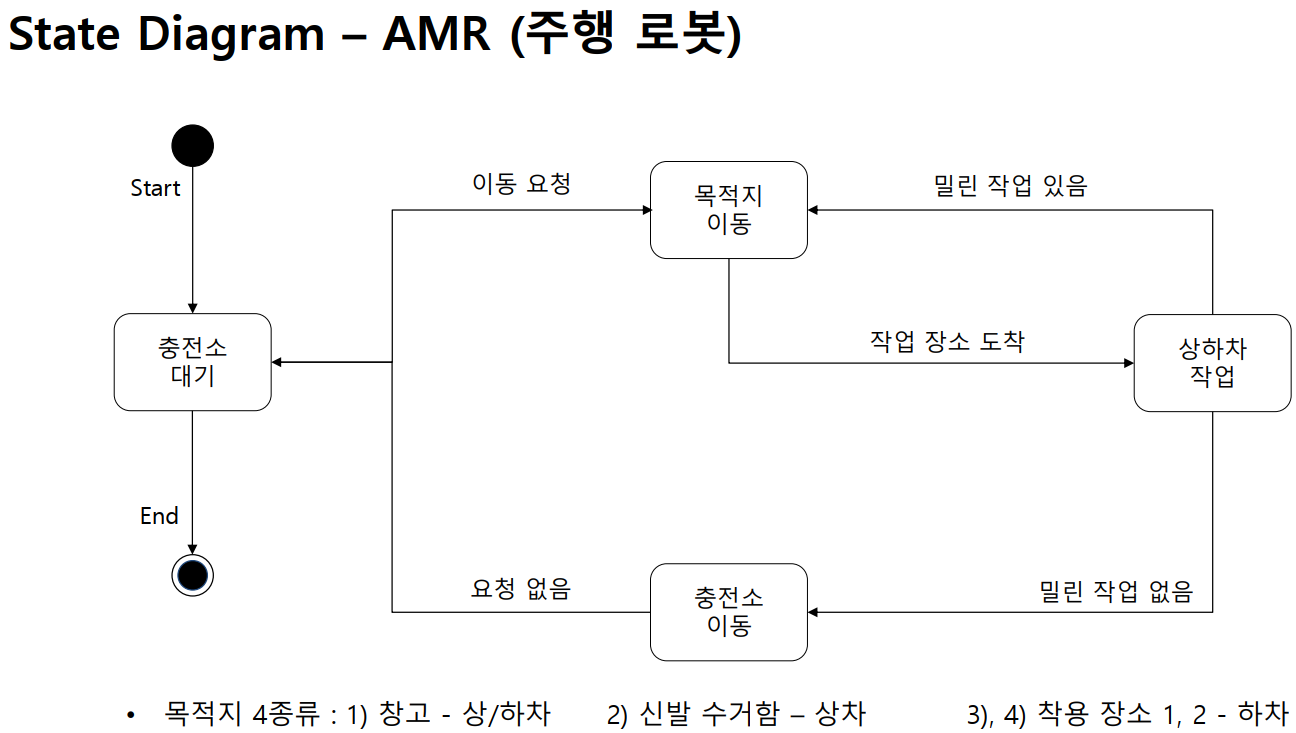 State Diagram – AMR (주행 로봇)
Start
이동 요청
목적지
이동
밀린 작업 있음
충전소
대기
작업 장소 도착
상하차
작업
End
요청 없음
충전소
이동
밀린 작업 없음
• 목적지 4종류 : 1) 창고 - 상/하차 2) 신발 수거함 – 상차 3), 4) 착용 장소 1, 2 - 하차